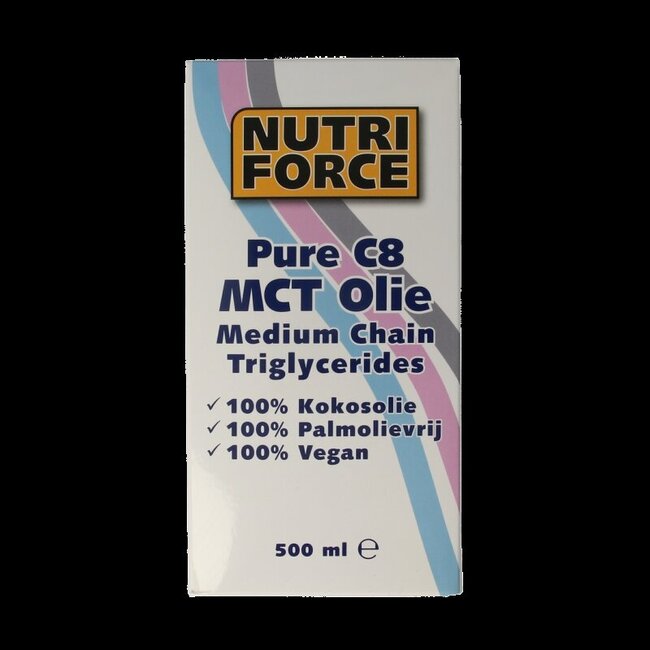 NUTRI
FORCE
Pure C8
MCT Olie
Medium Chain
Triglycerides
✓ 100% Kokosolie
✓ 100% Palmolievrij
✓ 100% Vegan
500 ml ℮